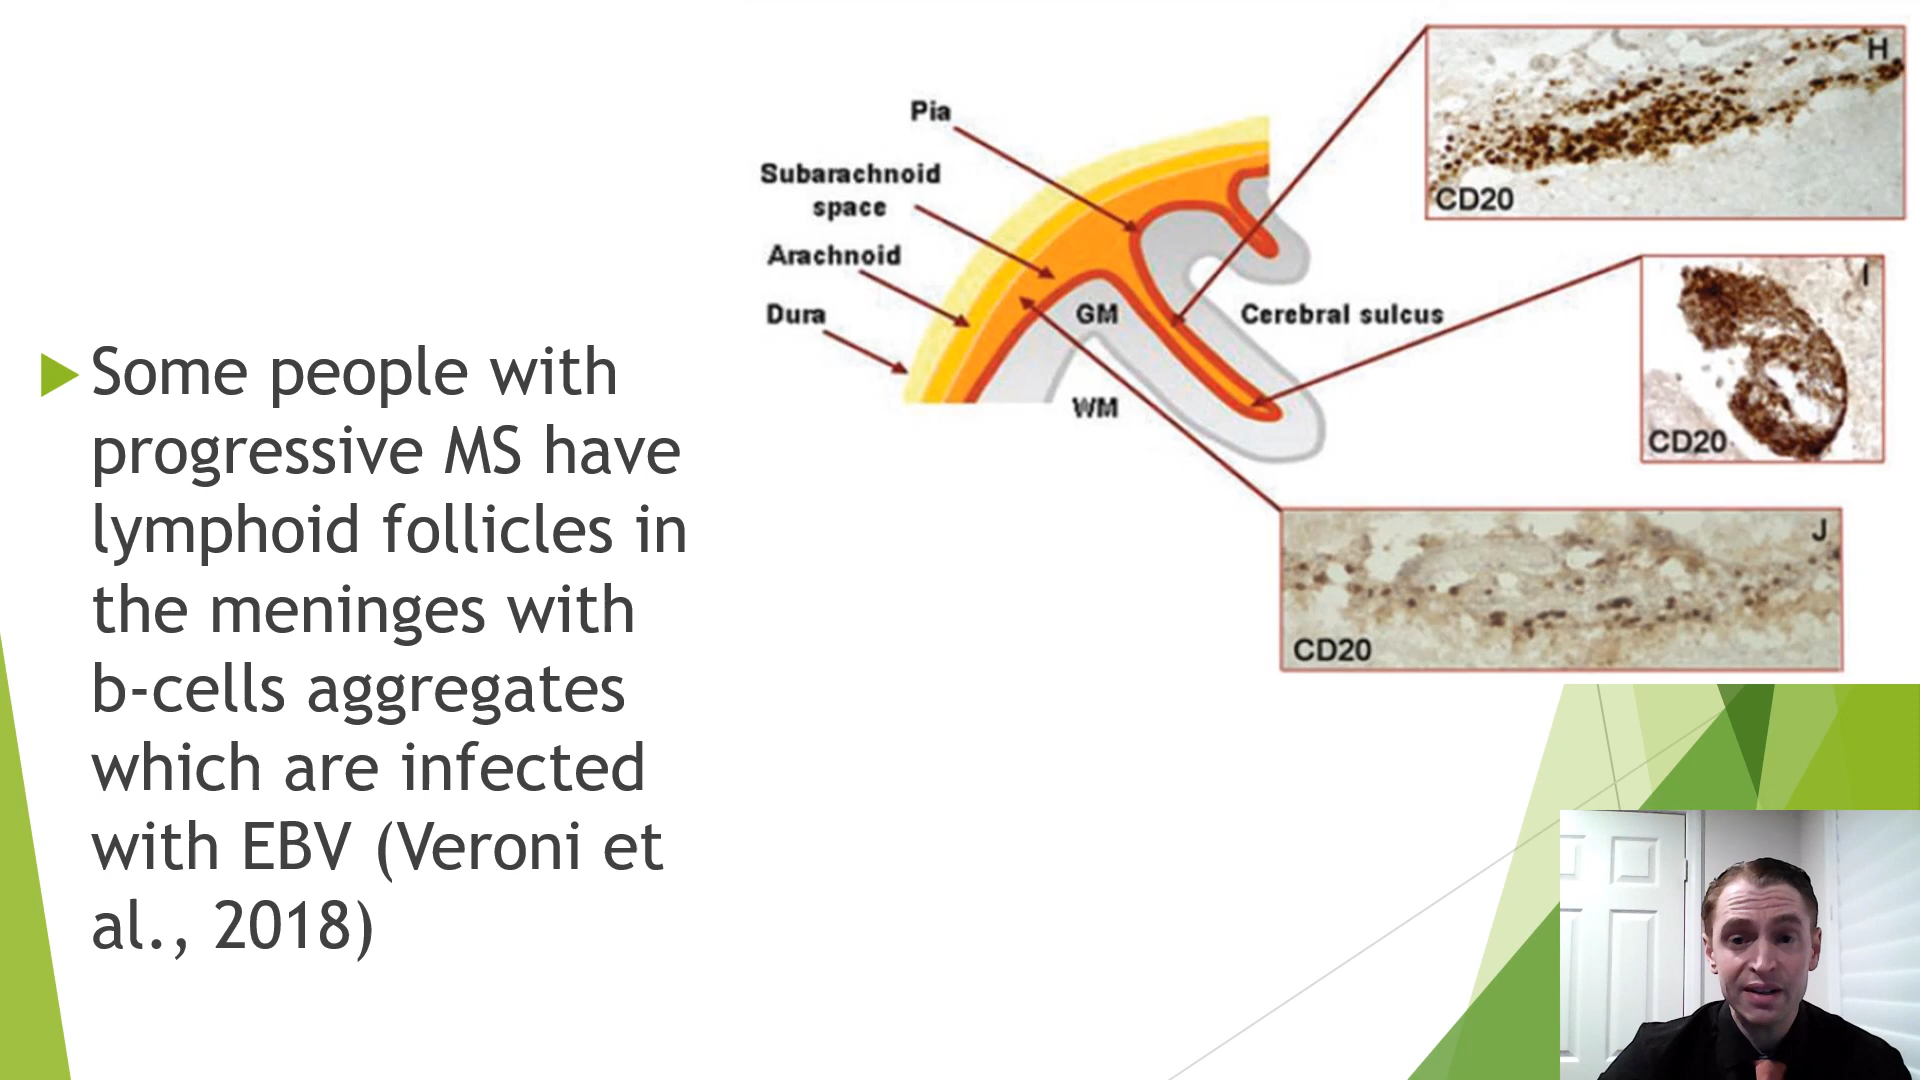 Some people with
progressive MS have
lymphoid follicles in
the meninges with
b-cells aggregates
which are infected
with EBV (Veroni et
al., 2018)
Pia
Subarachnoid
space
Arachnoid
Dura
GM
WM
Cerebral sulcus
H
CD20
I
CD20
J
CD20